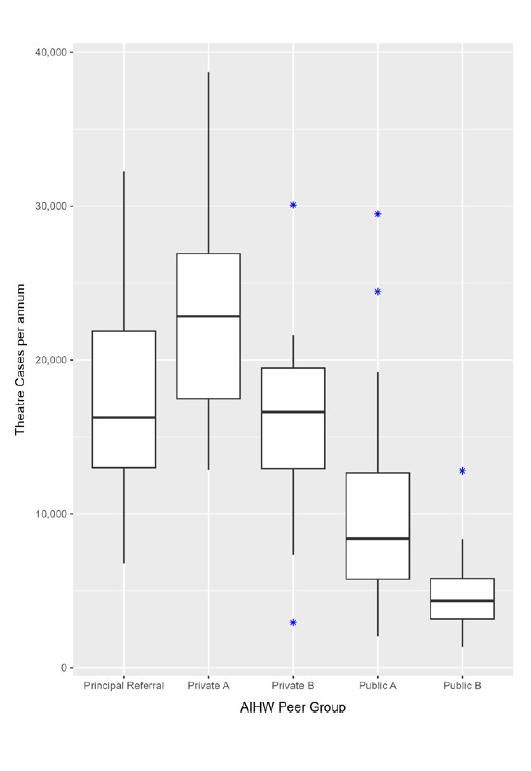 40,000
30,000
20,000
10,000
0
Theatre Cases per annum
Principal Referral
Private A
Private B
Public A
Public B
AIHW Peer Group